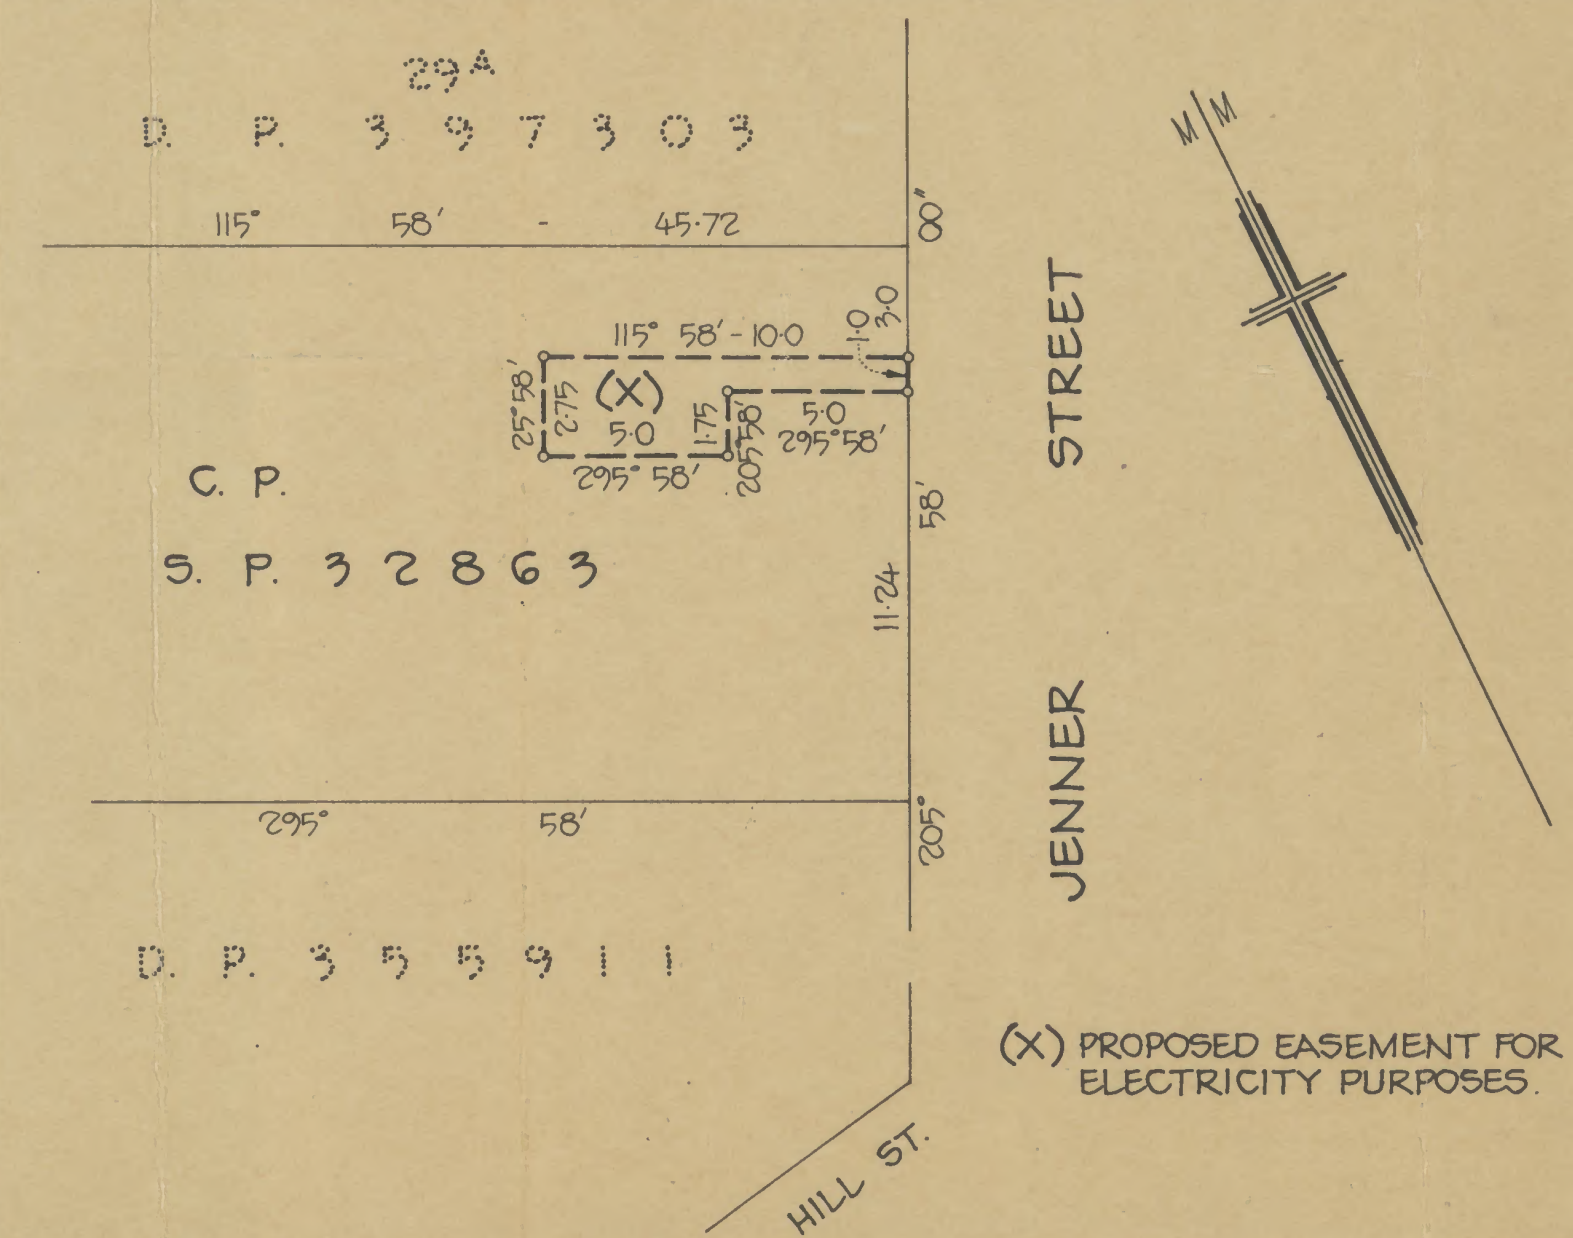 29A
D. P. 397303
115° 58' - 45·72
00"
M M
3·0
1·0
115° 58' - 10·0
(X)
25° 58'
2·75
5·0
295° 58'
1·75
205° 58'
5·0
295° 58'
C. P.
S. P. 32863
58'
11·24
STREET
JENNER
295° 58'
205°
D. P. 355911
(X) PROPOSED EASEMENT FOR
ELECTRICITY PURPOSES.
HILL ST.